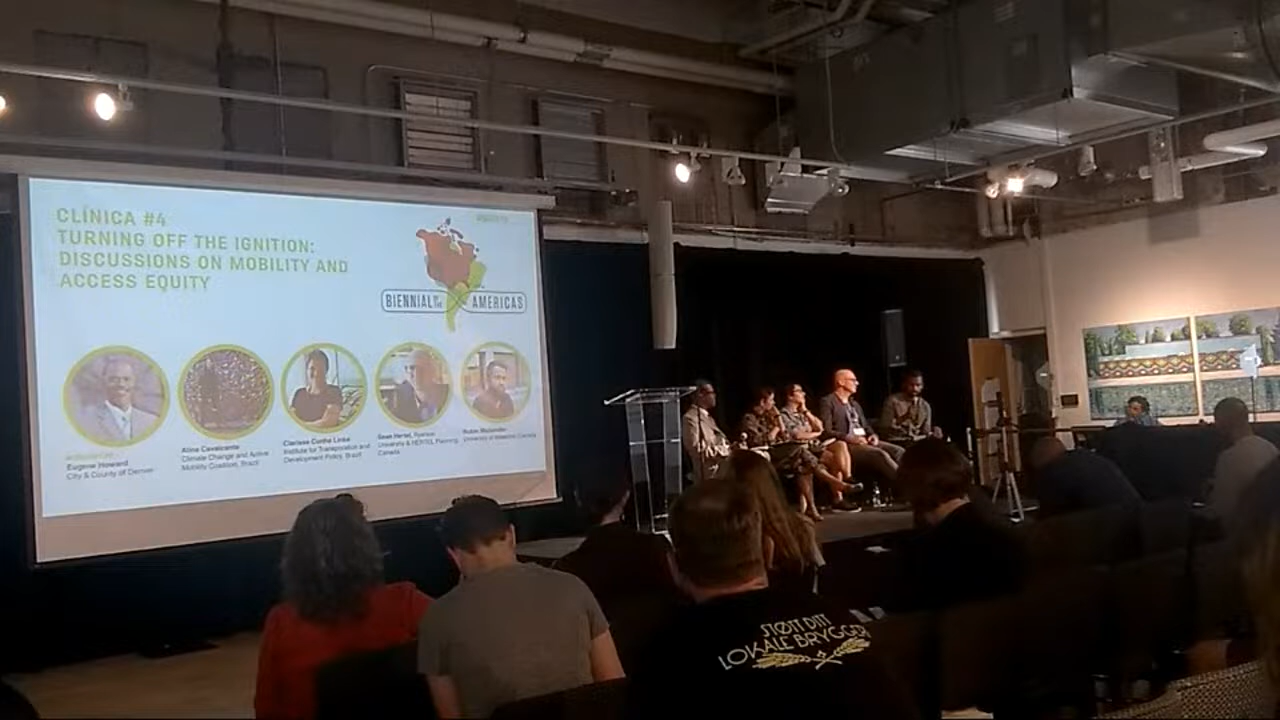 CLÍNICA #4
TURNING OFF THE IGNITION:
DISCUSSIONS ON MOBILITY AND
ACCESS EQUITY
BIENNIAL OF THE AMERICAS
Eugene Howard
City & County of Denver
Aline Cavalcante
Climate Change and Active
Mobility Coalition, Brazil
Clarisse Cunha Linke
Institute for Transportation and
Development Policy, Brazil
Sean Hertel, Ryerson
University & HERTEL Planning,
Canada
Robin Mazumder
University of Waterloo, Canada
STØTT DITT
LOKALE BRYGGERI